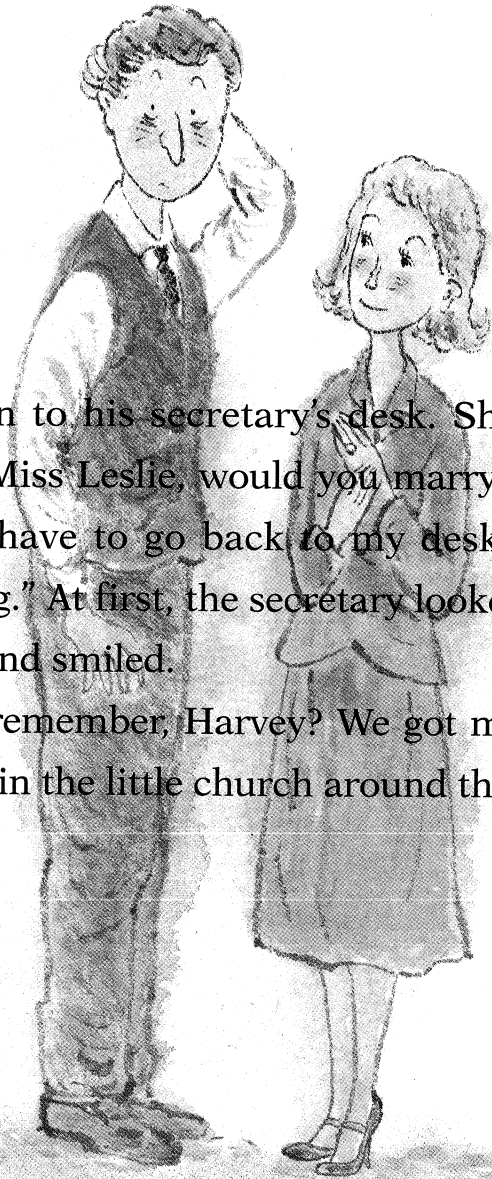 n to his secretary's desk. Sh
Miss Leslie, would you marry
have to go back to my desk
g." At first, the secretary looke
nd smiled.
remember, Harvey? We got m
in the little church around th